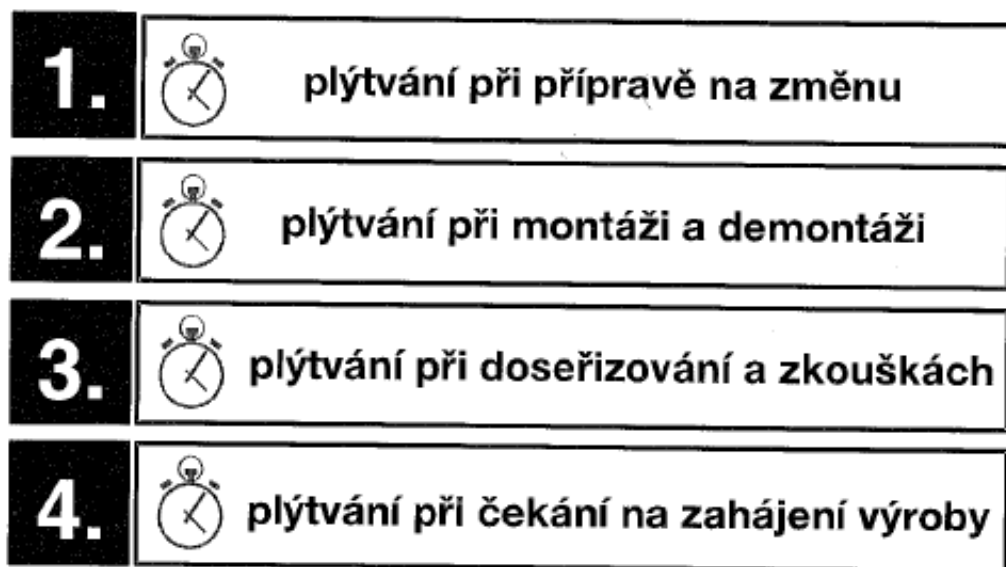 1. plýtvání při přípravě na změnu
2. plýtvání při montáži a demontáži
3. plýtvání při doseřizování a zkouškách
4. plýtvání při čekání na zahájení výroby